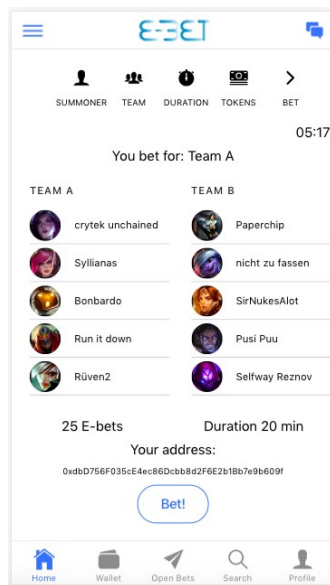 E-BET
SUMMONER TEAM DURATION TOKENS BET
05:17
You bet for: Team A
TEAM A TEAM B
crytek unchained Paperchip
Syllianas nicht zu fassen
Bonbardo SirNukesAlot
Run it down Pusi Puu
Rüven2 Selfway Reznov
25 E-bets Duration 20 min
Your address:
0xdbD756F035cE4ec86Dcbb8d2F6E2b1Bb7e9b609f
Bet!
Home Wallet Open Bets Search Profile